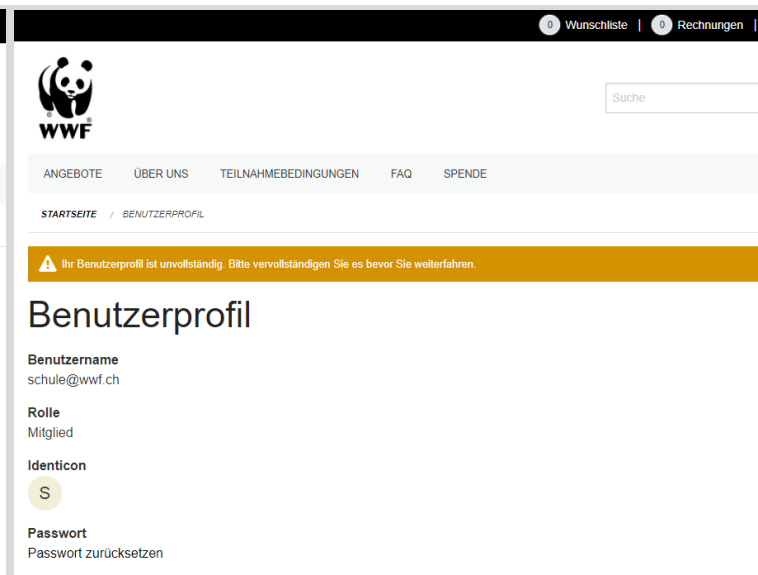 0 Wunschliste | 0 Rechnungen |
WWF
Suche
ANGEBOTE ÜBER UNS TEILNAHMEBEDINGUNGEN FAQ SPENDE
STARTSEITE / BENUTZERPROFIL
Ihr Benutzerprofil ist unvollständig. Bitte vervollständigen Sie es bevor Sie weiterfahren.
Benutzerprofil
Benutzername
schule@wwf.ch
Rolle
Mitglied
Identicon
S
Passwort
Passwort zurücksetzen